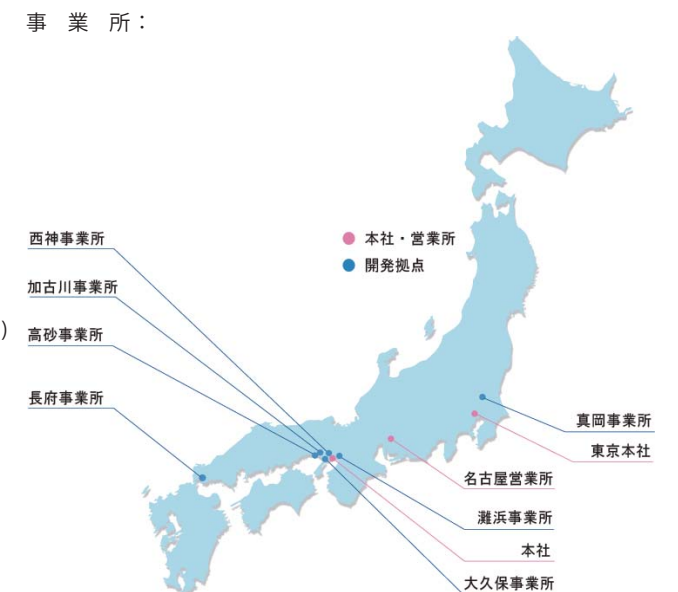 事 業 所：
西神事業所
加古川事業所
)
高砂事業所
長府事業所
本社・営業所
開発拠点
真岡事業所
東京本社
名古屋営業所
灘浜事業所
本社
大久保事業所